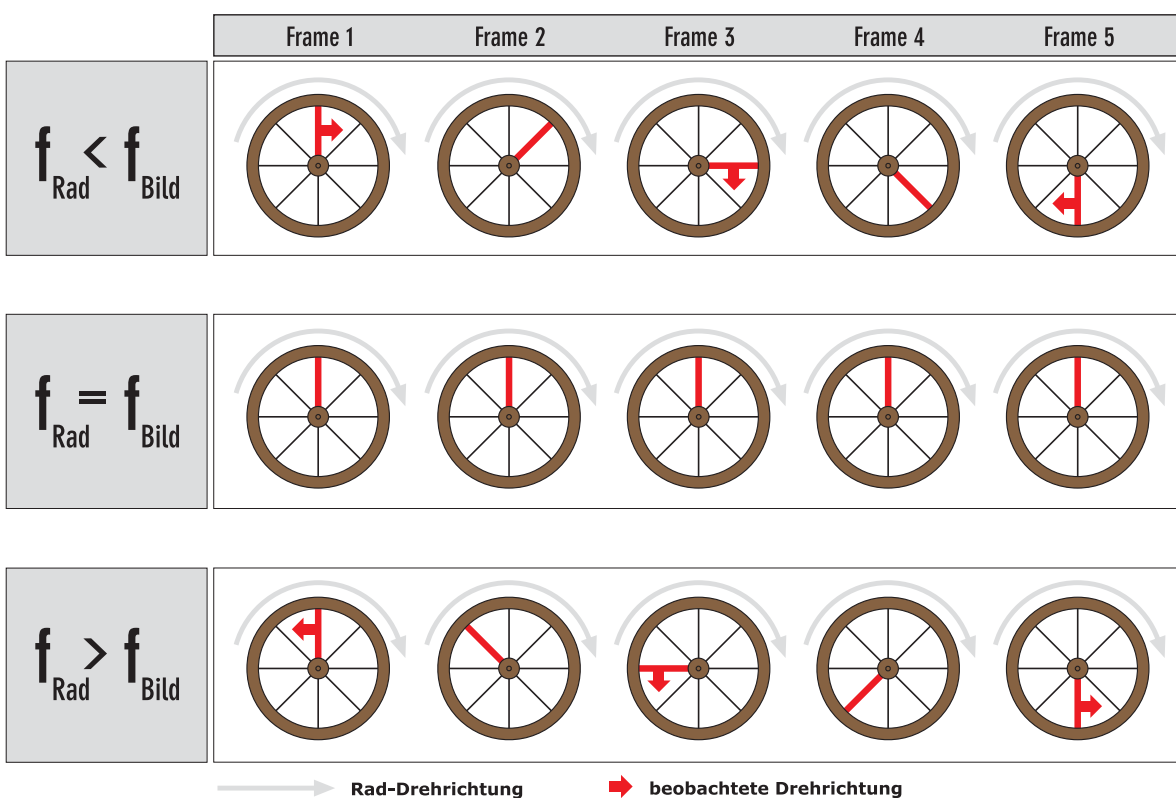 Frame 1 Frame 2 Frame 3 Frame 4 Frame 5
f Rad < f Bild
f Rad = f Bild
f Rad > f Bild
Rad-Drehrichtung beobachtete Drehrichtung